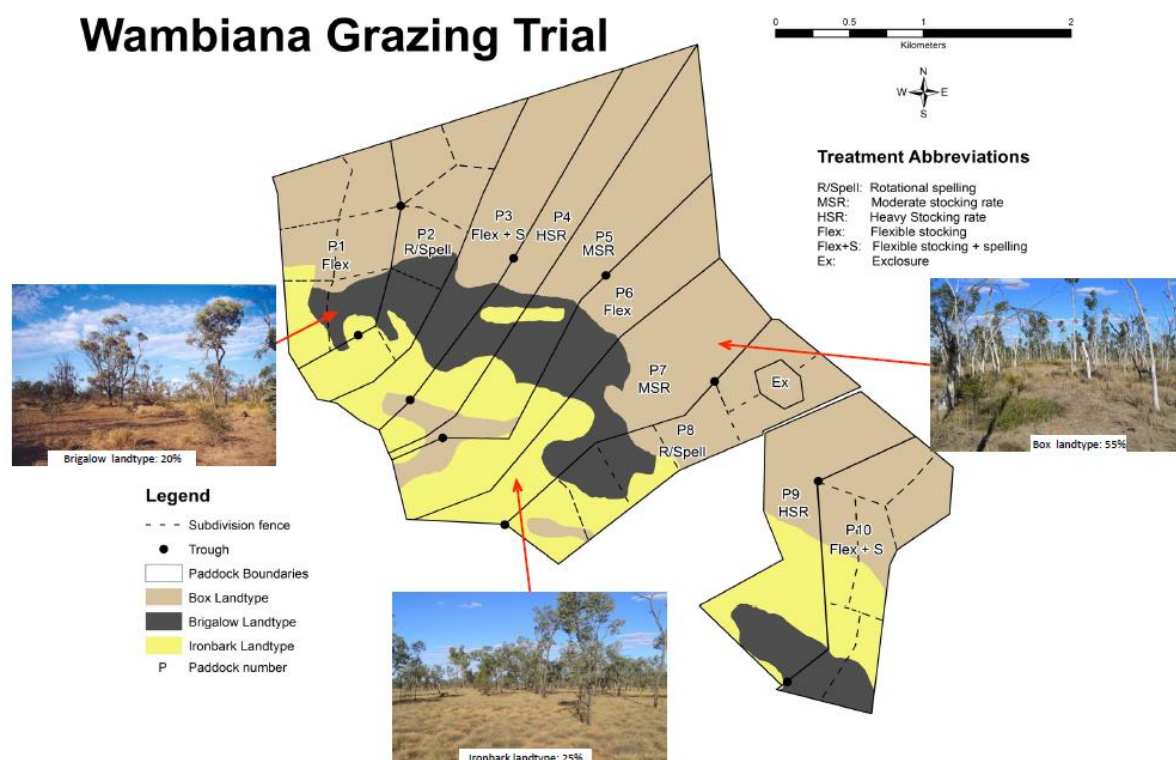 Wambiana Grazing Trial
0 0.5 1 2
Kilometers
N
W E
S
Treatment Abbreviations
R/Spell: Rotational spelling
MSR: Moderate stocking rate
HSR: Heavy Stocking rate
Flex: Flexible stocking
Flex+S: Flexible stocking + spelling
Ex: Exclosure
P1
Flex
P2
R/Spell
P3
Flex + S
P4
HSR
P5
MSR
P6
Flex
P7
MSR
P8
R/Spell
Ex
P9
HSR
P10
Flex + S
Brigalow landtype: 20%
Box landtype: 55%
Legend
Subdivision fence
Trough
Paddock Boundaries
Box Landtype
Brigalow Landtype
Ironbark Landtype
P Paddock number
Ironbark landtype: 25%